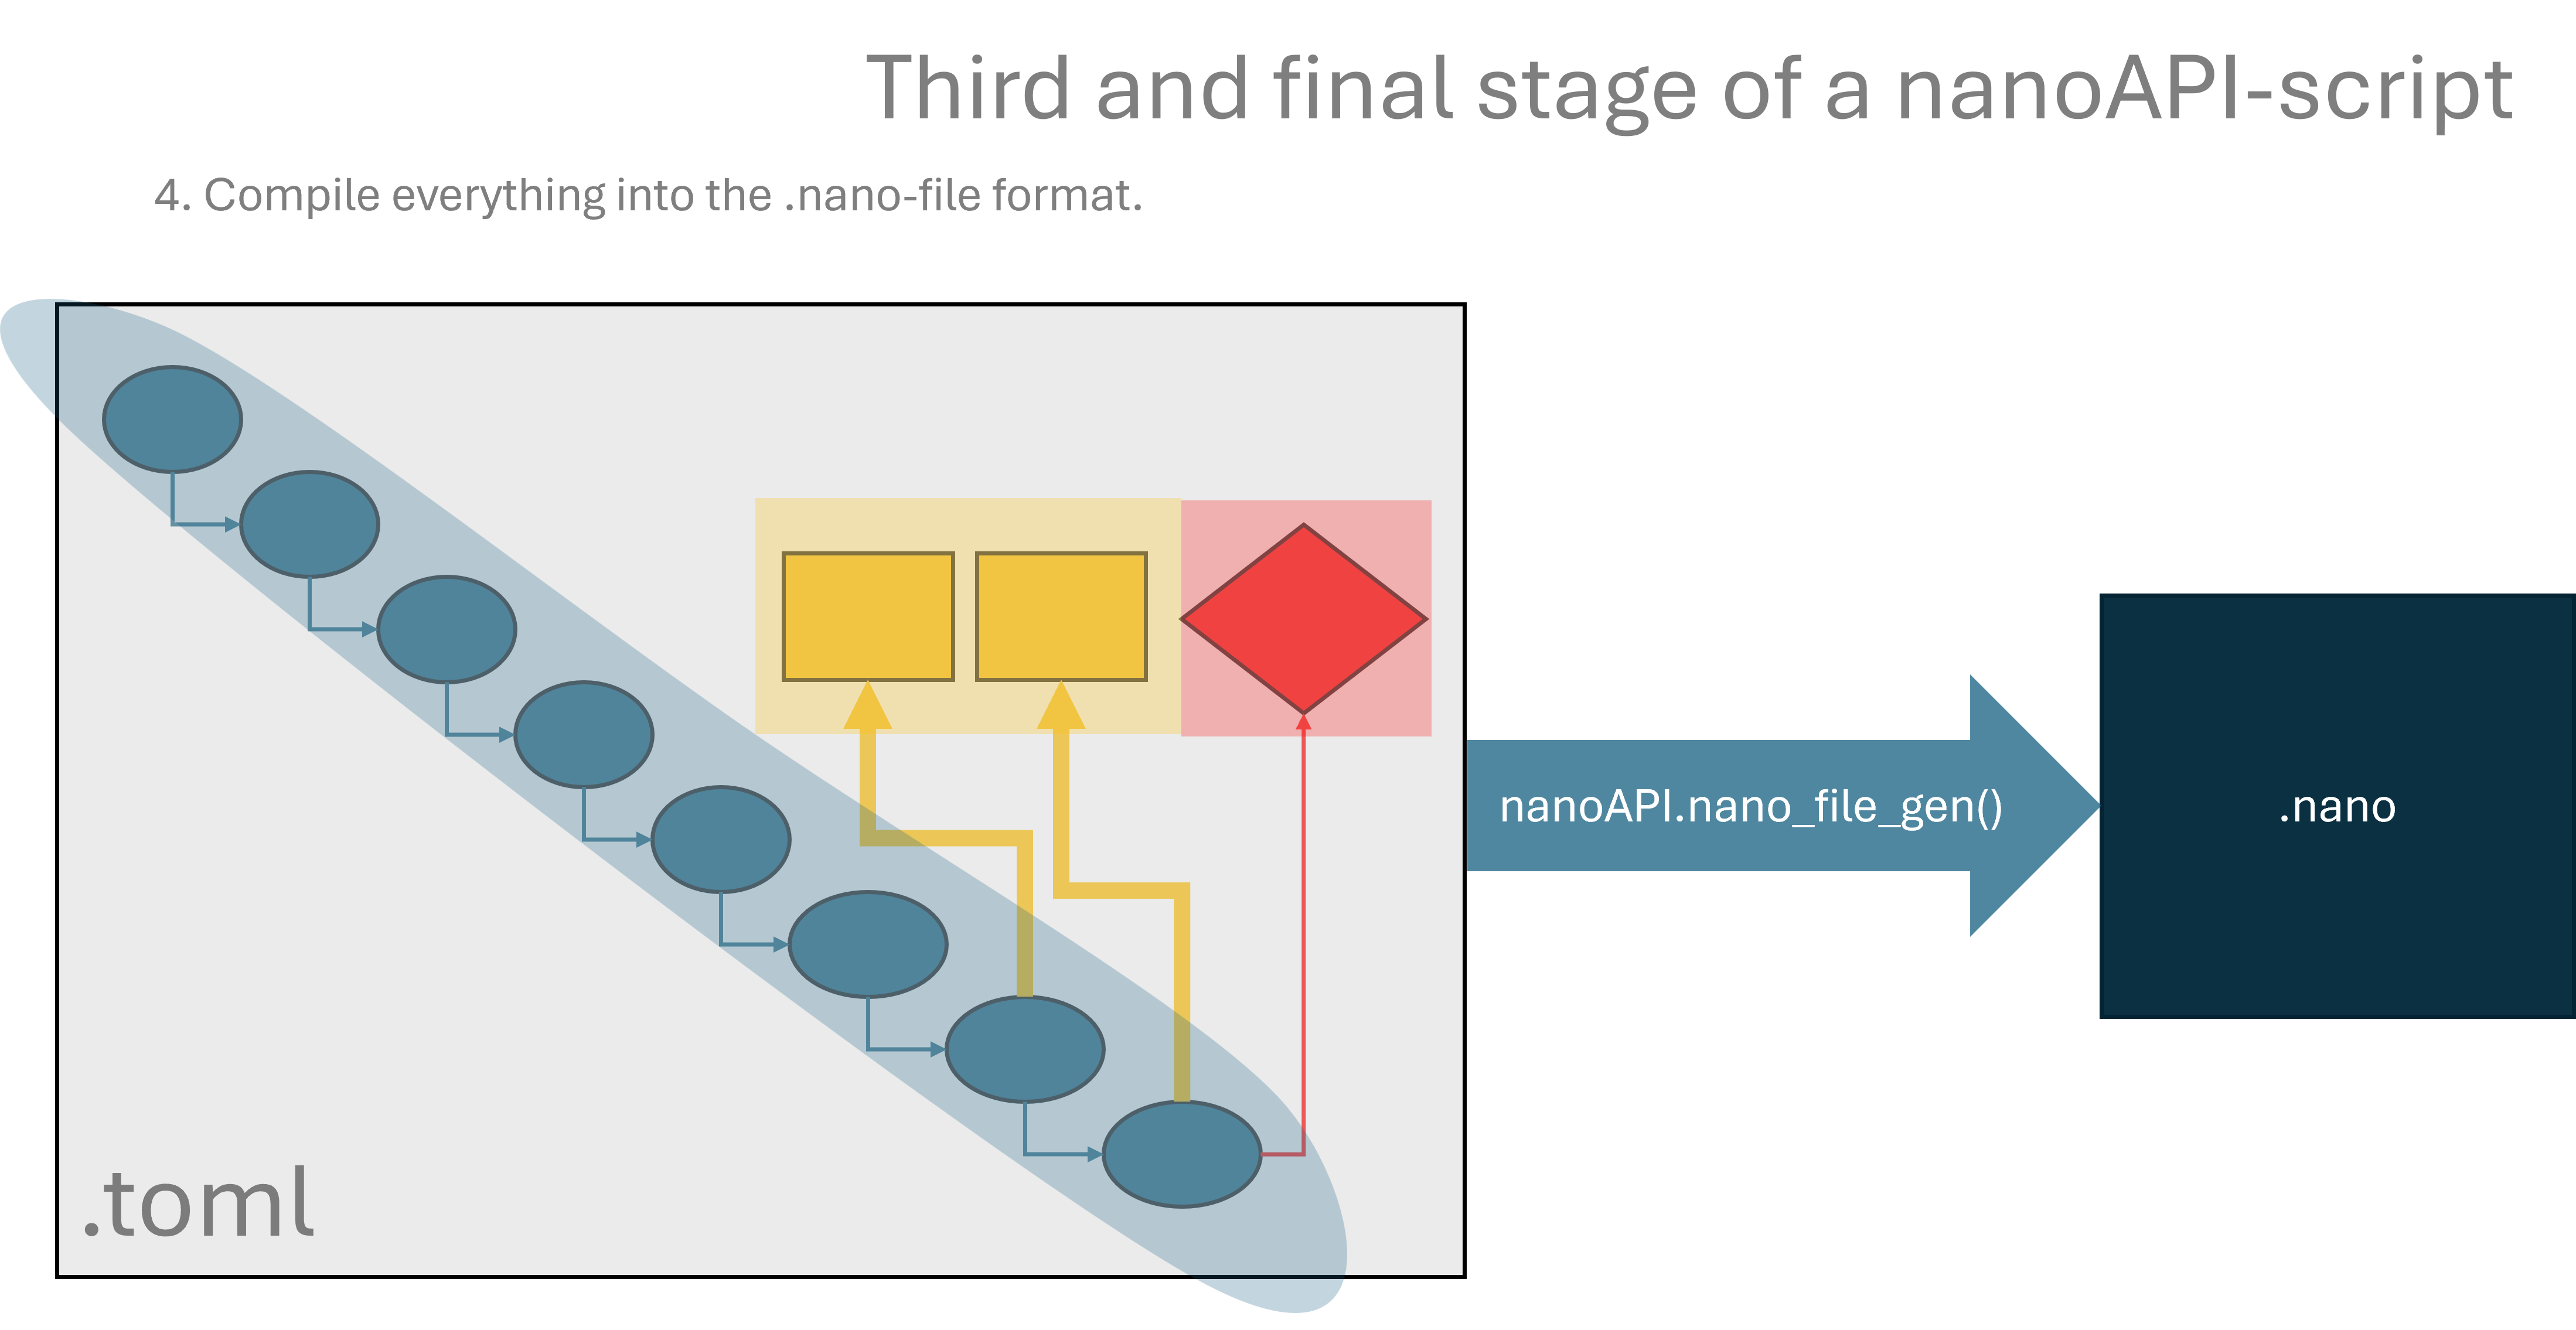 Third and final stage of a nanoAPI-script
4. Compile everything into the .nano-file format.
nanoAPI.nano_file_gen()
.nano
.toml